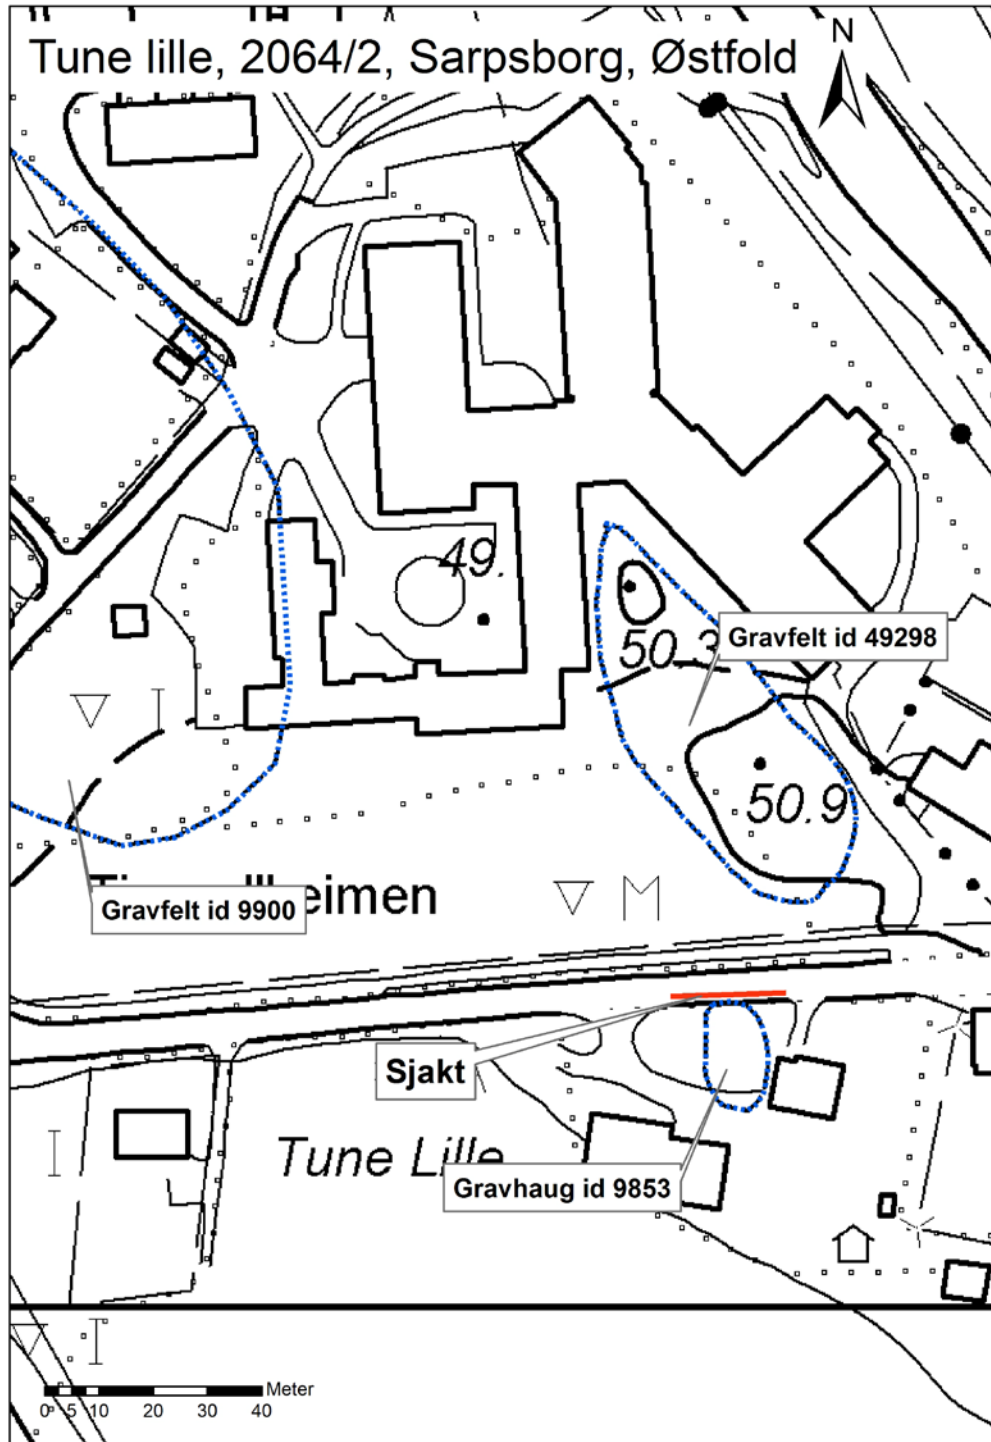 Tune lille, 2064/2, Sarpsborg, Østfold
N
49.
50.3
Gravfelt id 49298
50.9
eimen
Gravfelt id 9900
Sjakt
Tune Lille
Gravhaug id 9853
Meter
0 5 10 20 30 40